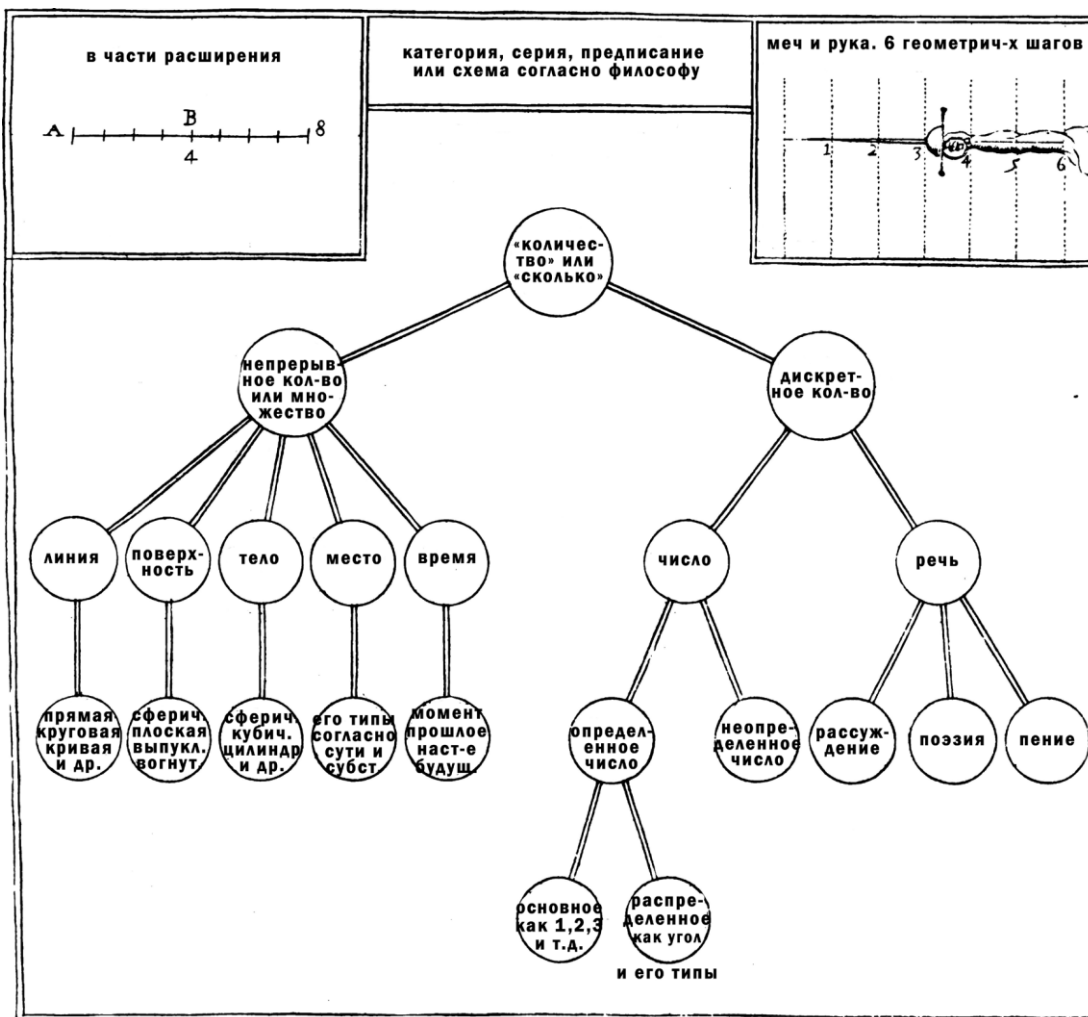 в части расширения
A
B
4
8
категория, серия, предписание
или схема согласно философу
меч и рука. 6 геометрич-х шагов
1
2
3
4
5
6
«количес-
тво» или
«сколько»
непрерыв-
ное кол-во
или мно-
жество
дискрет-
ное кол-во
линия
поверх-
ность
тело
место
время
число
речь
прямая
круговая
кривая
и др.
сферич.
плоская
выпукл.
вогнут.
сферич.
кубич.
цилиндр
и др.
его типы
согласно
сути и
субст.
момент
прошлое
наст-е
будущ.
определ-
енное
число
неопре-
деленное
число
рассуж-
дение
поэзия
пение
основное
как 1,2,3
и т.д.
распре-
деленное
как угол
и его типы